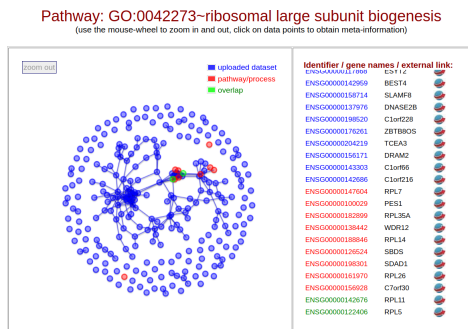 Pathway: GO:0042273~ribosomal large subunit biogenesis
(use the mouse-wheel to zoom in and out, click on data points to obtain meta-information)
zoom out
uploaded dataset
pathway/process
overlap
Identifier / gene names / external link:
ENSG00000117868 ESYT2
ENSG00000142959 BEST4
ENSG00000158714 SLAMF8
ENSG00000137976 DNASE2B
ENSG00000198520 C1orf228
ENSG00000176261 ZBTB8OS
ENSG00000204219 TCEA3
ENSG00000156171 DRAM2
ENSG00000143303 C1orf66
ENSG00000142686 C1orf216
ENSG00000147604 RPL7
ENSG00000100029 PES1
ENSG00000182899 RPL35A
ENSG00000138442 WDR12
ENSG00000188846 RPL14
ENSG00000126524 SBDS
ENSG00000198301 SDAD1
ENSG00000161970 RPL26
ENSG00000156928 C7orf30
ENSG00000142676 RPL11
ENSG00000122406 RPL5